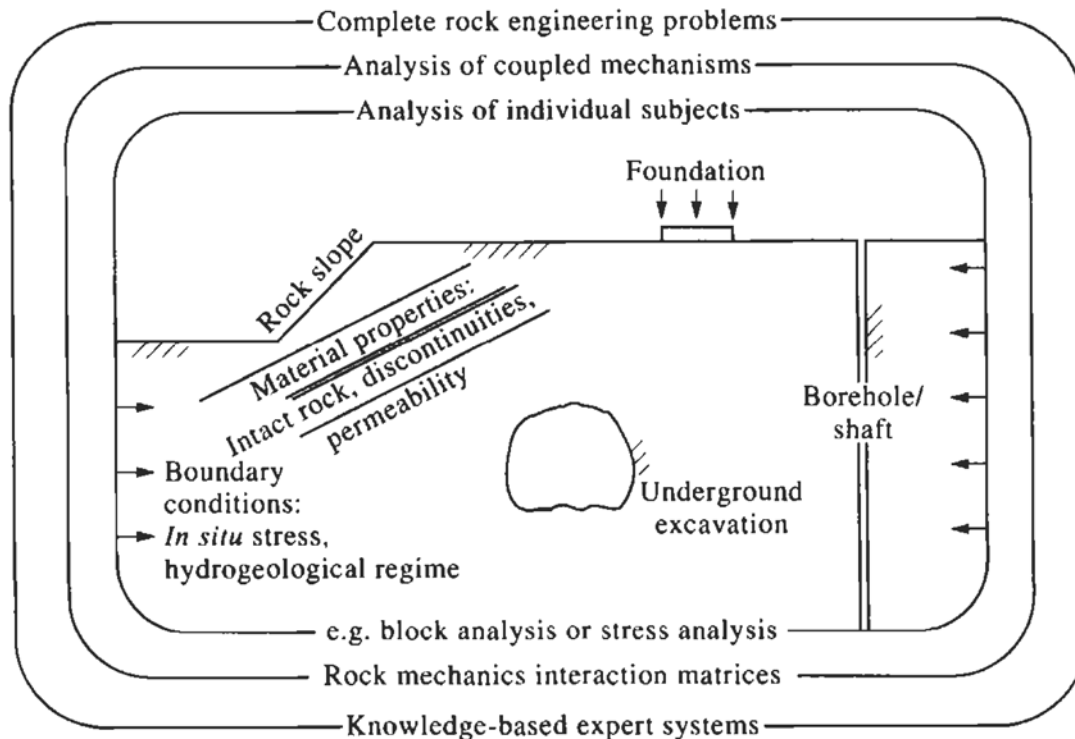 Complete rock engineering problems
Analysis of coupled mechanisms
Analysis of individual subjects
Foundation
Rock slope
Material properties:
Intact rock, discontinuities,
permeability
Borehole/
shaft
Boundary
conditions:
In situ stress,
hydrogeological regime
Underground
excavation
e.g. block analysis or stress analysis
Rock mechanics interaction matrices
Knowledge-based expert systems